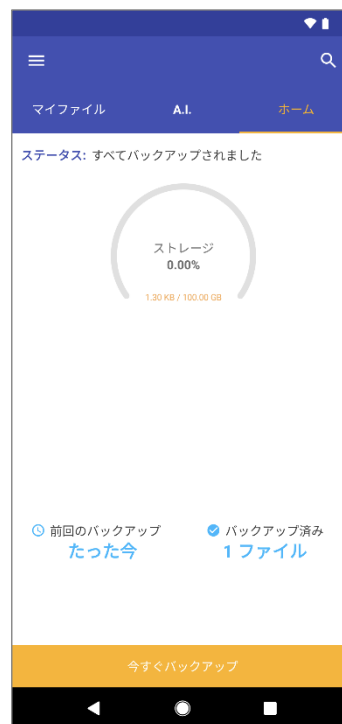 マイファイル A.I. ホーム
ステータス: すべてバックアップされました
ストレージ
0.00%
1.30 KB / 100.00 GB
前回のバックアップ バックアップ済み
たった今 1 ファイル
今すぐバックアップ